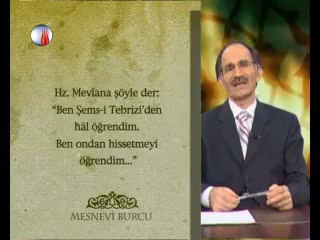 Hz. Mevlana şöyle der:
“Ben Şems-i Tebrizi’den
hâl öğrendim.
Ben ondan hissetmeyi
öğrendim...”
MESNEVİ BURCU